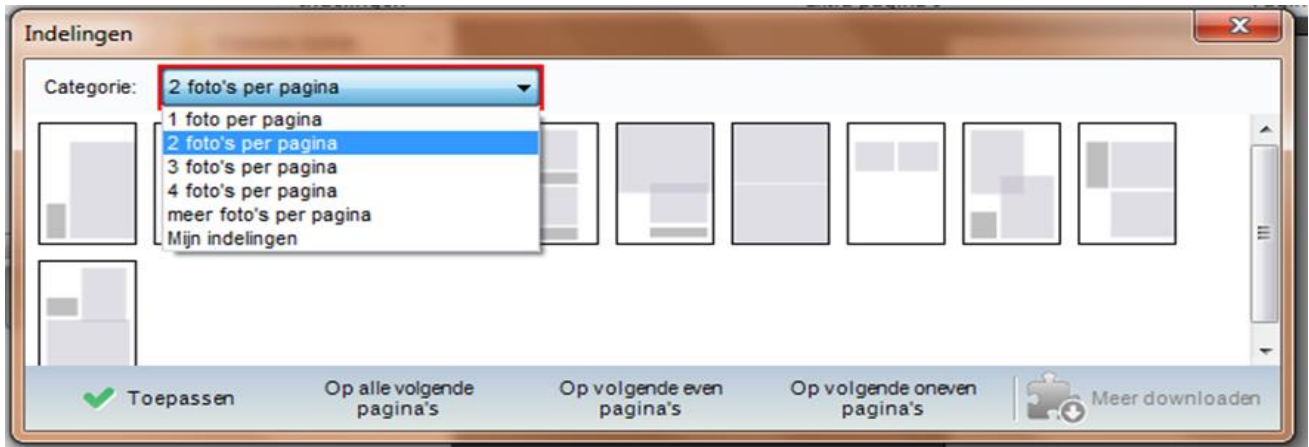 Indelingen
Categorie:
2 foto's per pagina
1 foto per pagina
2 foto's per pagina
3 foto's per pagina
4 foto's per pagina
meer foto's per pagina
Mijn indelingen
Toepassen
Op alle volgende
pagina's
Op volgende even
pagina's
Op volgende oneven
pagina's
Meer downloaden